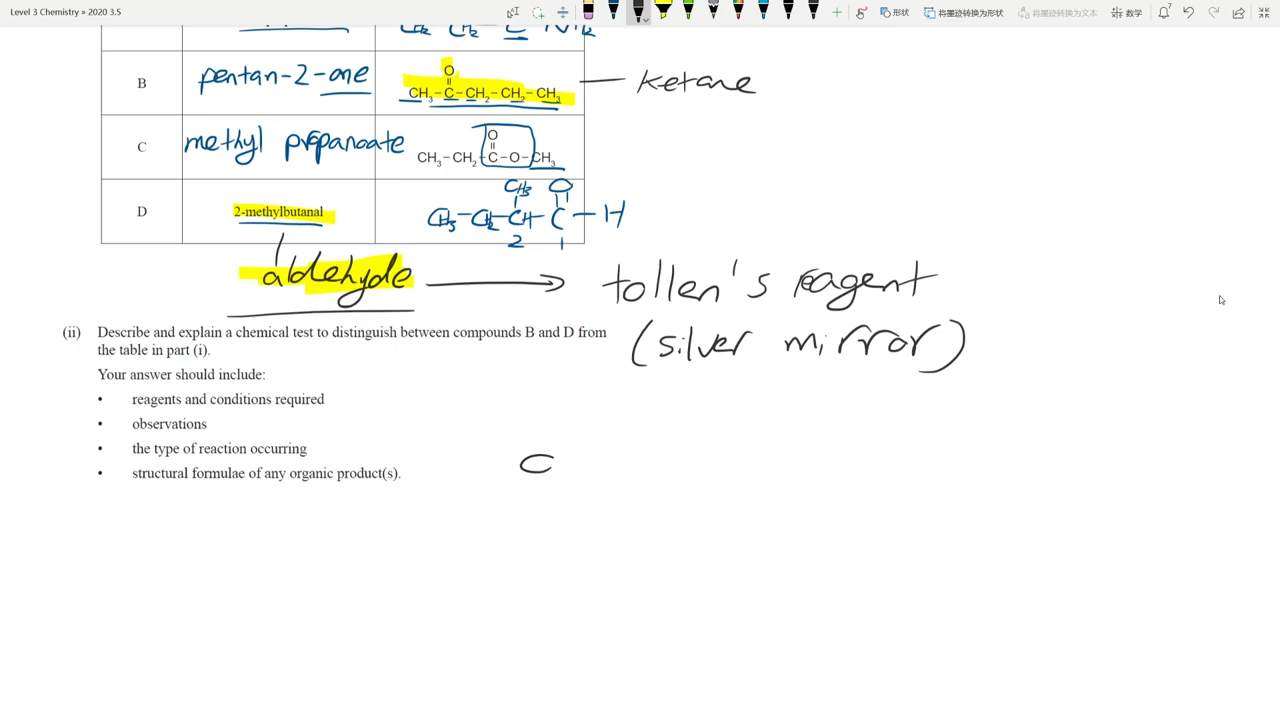 Level 3 Chemistry = 2020 3.5
形状
将墨迹转换为形状
将墨迹转换为文本
数学
B
pentan-2-one
O
CH3-C-CH2-CH2-CH3
Ketone
C
methyl propanoate
O
CH3-CH2-C-O-CH3
D
2-methylbutanal
CH3 O
CH3-CH2-CH-C-H
2 1
aldehyde
tollen's reagent
(silver mirror)
(ii) Describe and explain a chemical test to distinguish between compounds B and D from
the table in part (i).
Your answer should include:
• reagents and conditions required
• observations
• the type of reaction occurring
• structural formulae of any organic product(s).
C